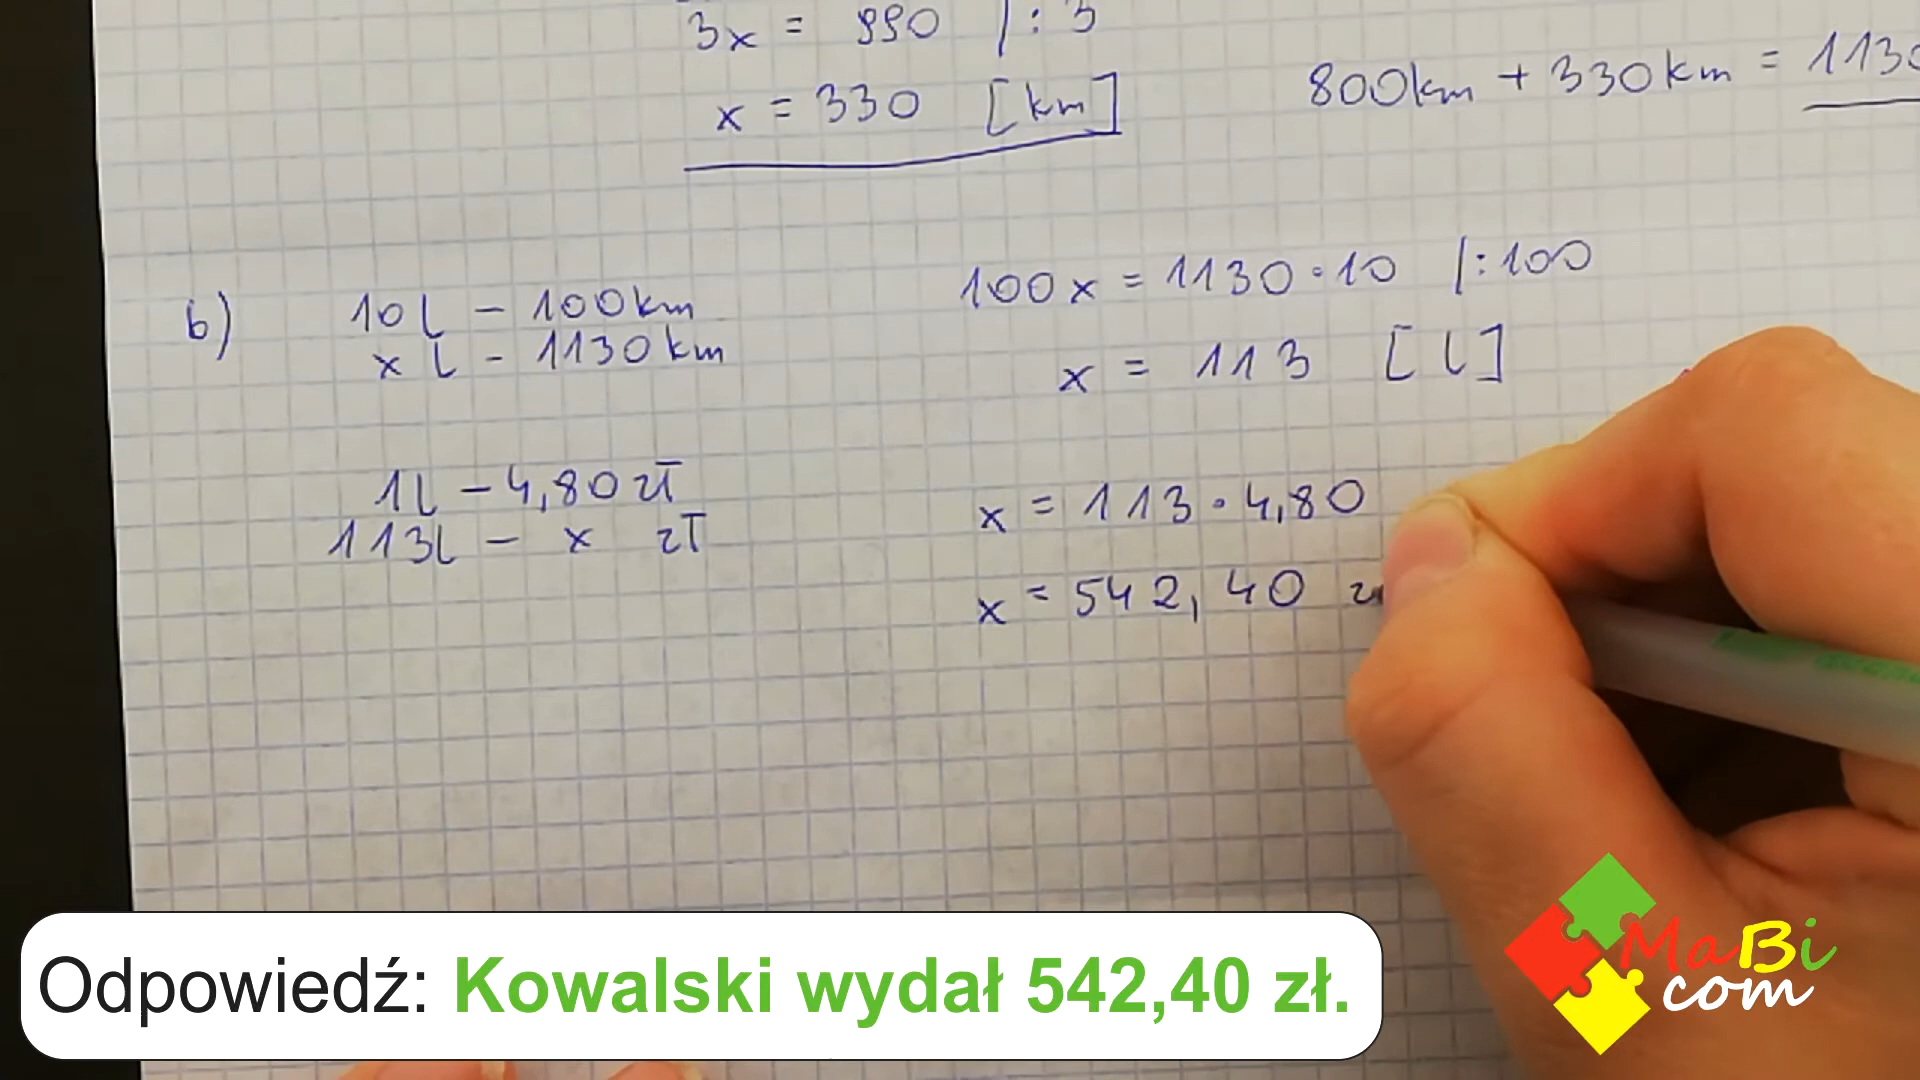 3x = 990 | : 3
x = 330 [km]
800km + 330km = 113
b)
10 l - 100km
x l - 1130km
100x = 1130·10 |:100
x = 113 [l]
1l - 4,80 zł
113l - x zł
x = 113·4,80
x = 542,40
Odpowiedź: Kowalski wydał 542,40 zł.
MaBi
com